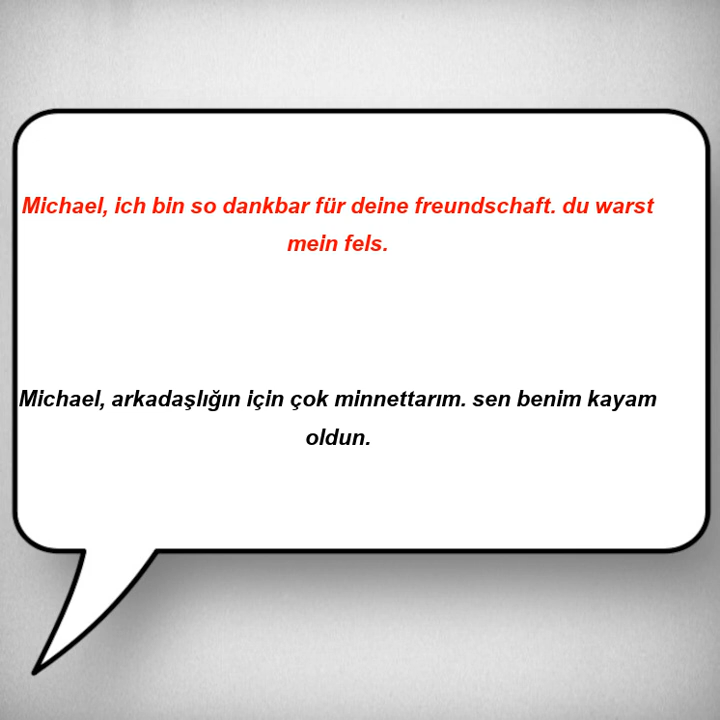 Michael, ich bin so dankbar für deine freundschaft. du warst
mein fels.
Michael, arkadaşlığın için çok minnettarım. sen benim kayam
oldun.